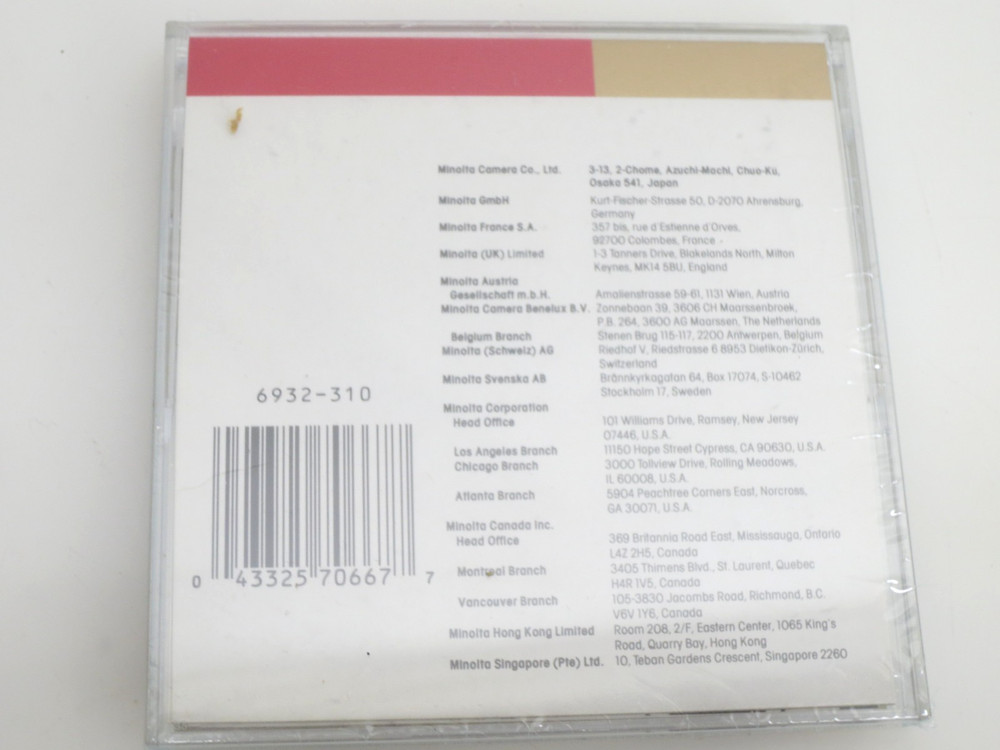 Minolta Camera Co., Ltd. 3-13, 2-Chome, Azuchi-Machi, Chuo-Ku,
Osaka 541, Japan
Minolta GmbH Kurt-Fischer-Strasse 50, D-2070 Ahrensburg,
Germany
Minolta France S.A. 357 bis, rue d'Estienne d'Orves,
92700 Colombes, France
Minolta (UK) Limited 1-3 Tanners Drive, Blakelands North, Milton
Keynes, MK14 5BU, England
Minolta Austria
Gesellschaft m.b.H. Amalienstrasse 59-61, 1131 Wien, Austria
Minolta Camera Benelux B.V. Zonnebaan 39, 3606 CH Maarssenbroek,
P.B. 264, 3600 AG Maarssen, The Netherlands
Belgium Branch Stenen Brug 115-117, 2200 Antwerpen, Belgium
Minolta (Schweiz) AG Riedhof V, Riedstrasse 6 8953 Dietikon-Zürich,
Switzerland
Minolta Svenska AB Brännkyrkagatan 64, Box 17074, S-10462
Stockholm 17, Sweden
Minolta Corporation
Head Office 101 Williams Drive, Ramsey, New Jersey
07446, U.S.A.
Los Angeles Branch 11150 Hope Street Cypress, CA 90630, U.S.A.
Chicago Branch 3000 Tollview Drive, Rolling Meadows,
IL 60008, U.S.A.
Atlanta Branch 5904 Peachtree Corners East, Norcross,
GA 30071, U.S.A.
Minolta Canada Inc.
Head Office 369 Britannia Road East, Mississauga, Ontario
L4Z 2H5, Canada
Montreal Branch 3405 Thimens Blvd., St. Laurent, Quebec
H4R 1V5, Canada
Vancouver Branch 105-3830 Jacombs Road, Richmond, B.C.
V6V 1Y6, Canada
Minolta Hong Kong Limited Room 208, 2/F, Eastern Center, 1065 King's
Road, Quarry Bay, Hong Kong
Minolta Singapore (Pte) Ltd. 10, Teban Gardens Crescent, Singapore 2260
6932-310
0 43325 70667 7